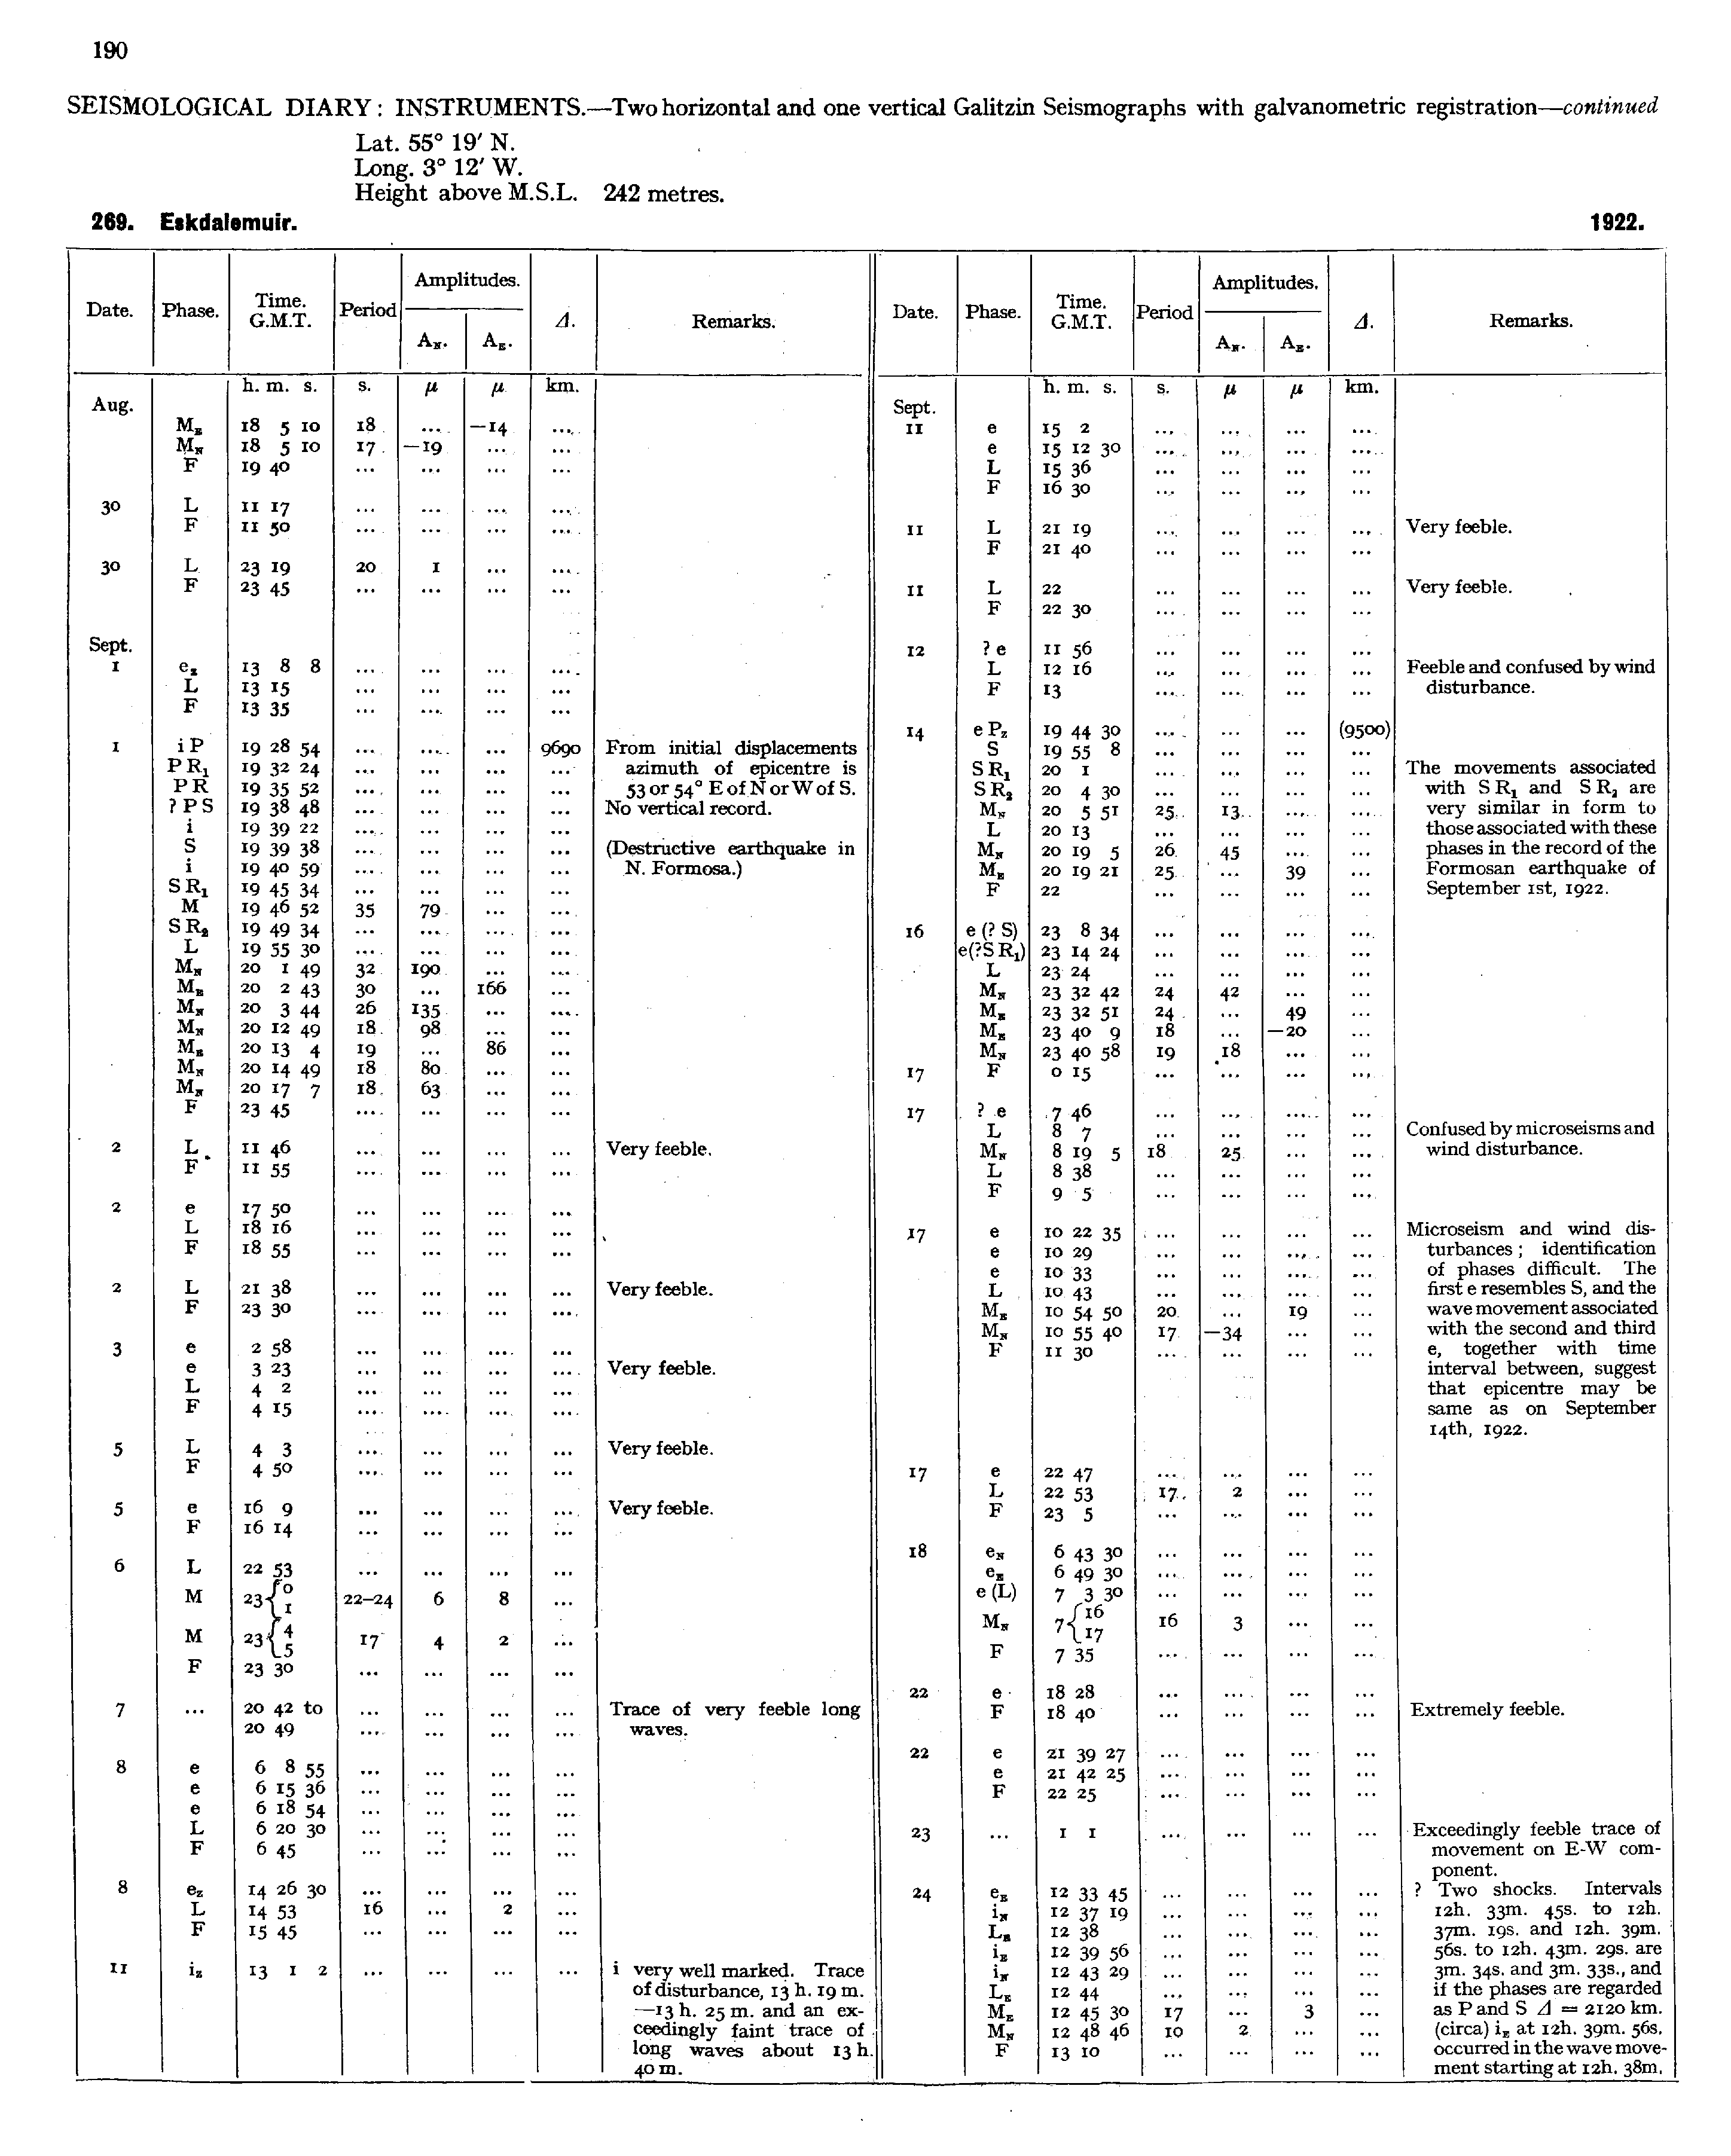 190
SEISMOLOGICAL DIARY: INSTRUMENTS.—Two horizontal and one vertical Galitzin Seismographs with galvanometric registration—continued
Lat. 55° 19′ N.
Long. 3° 12′ W.
Height above M.S.L. 242 metres.
269. Eskdalemuir. 1922.
Date. Phase. Time. G.M.T. Period Amplitudes. A_N. A_E. Δ. Remarks.
h. m. s. s. μ μ km.
Aug.
M_E 18 5 10 18 ... —14 ...
M_N 18 5 10 17 —19 ... ...
F 19 40 ... ... ... ...
30 L 11 17 ... ... ... ...
F 11 50 ... ... ... ...
30 L 23 19 20 1 ... ...
F 23 45 ... ... ... ...
Sept.
1 e_z 13 8 8 ... ... ... ...
L 13 15 ... ... ... ...
F 13 35 ... ... ... ...
1 i P 19 28 54 ... ... ... 9690 From initial displacements
P R₁ 19 32 24 ... ... ... ... azimuth of epicentre is
P R 19 35 52 ... ... ... ... 53 or 54° E of N or W of S.
? P S 19 38 48 ... ... ... ... No vertical record.
i 19 39 22 ... ... ... ...
S 19 39 38 ... ... ... ... (Destructive earthquake in
i 19 40 59 ... ... ... ... N. Formosa.)
S R₁ 19 45 34 ... ... ... ...
M 19 46 52 35 79 ... ...
S R₂ 19 49 34 ... ... ... ...
L 19 55 30 ... ... ... ...
M_N 20 1 49 32 190 ... ...
M_E 20 2 43 30 ... 166 ...
M_N 20 3 44 26 135 ... ...
M_N 20 12 49 18 98 ... ...
M_E 20 13 4 19 ... 86 ...
M_N 20 14 49 18 80 ... ...
M_N 20 17 7 18 63 ... ...
F 23 45 ... ... ... ...
2 L 11 46 ... ... ... ... Very feeble.
F 11 55 ... ... ... ...
2 e 17 50 ... ... ... ...
L 18 16 ... ... ... ...
F 18 55 ... ... ... ...
2 L 21 38 ... ... ... ... Very feeble.
F 23 30 ... ... ... ...
3 e 2 58 ... ... ... ...
e 3 23 ... ... ... ... Very feeble.
L 4 2 ... ... ... ...
F 4 15 ... ... ... ...
5 L 4 3 ... ... ... ... Very feeble.
F 4 50 ... ... ... ...
5 e 16 9 ... ... ... ... Very feeble.
F 16 14 ... ... ... ...
6 L 22 53 ... ... ... ...
M 23 { 0 1 22–24 6 8 ...
M 23 { 4 5 17 4 2 ...
F 23 30 ... ... ... ...
7 ... 20 42 to ... ... ... ... Trace of very feeble long
20 49 ... ... ... ... waves.
8 e 6 8 55 ... ... ... ...
e 6 15 36 ... ... ... ...
e 6 18 54 ... ... ... ...
L 6 20 30 ... ... ... ...
F 6 45 ... ... ... ...
8 e_z 14 26 30 ... ... ... ...
L 14 53 16 ... 2 ...
F 15 45 ... ... ... ...
11 i_z 13 1 2 ... ... ... ... i very well marked. Trace
of disturbance, 13 h. 19 m.
—13 h. 25 m. and an ex-
ceedingly faint trace of
long waves about 13 h.
40 m.
Date. Phase. Time. G.M.T. Period Amplitudes. A_N. A_E. Δ. Remarks.
h. m. s. s. μ μ km.
Sept.
11 e 15 2 ... ... ... ...
e 15 12 30 ... ... ... ...
L 15 36 ... ... ... ...
F 16 30 ... ... ... ...
11 L 21 19 ... ... ... ... Very feeble.
F 21 40 ... ... ... ...
11 L 22 ... ... ... ... Very feeble.
F 22 30 ... ... ... ...
12 ? e 11 56 ... ... ... ...
L 12 16 ... ... ... ... Feeble and confused by wind
F 13 ... ... ... ... disturbance.
14 e P_z 19 44 30 ... ... ... (9500)
S 19 55 8 ... ... ... ...
S R₁ 20 1 ... ... ... ... The movements associated
S R₂ 20 4 30 ... ... ... ... with S R₁ and S R₂ are
M_N 20 5 51 25 13 ... ... very similar in form to
L 20 13 ... ... ... ... those associated with these
M_N 20 19 5 26 45 ... ... phases in the record of the
M_E 20 19 21 25 ... 39 ... Formosan earthquake of
F 22 ... ... ... ... September 1st, 1922.
16 e (? S) 23 8 34 ... ... ... ...
e(?S R₁) 23 14 24 ... ... ... ...
L 23 24 ... ... ... ...
M_N 23 32 42 24 42 ... ...
M_E 23 32 51 24 ... 49 ...
M_E 23 40 9 18 ... —20 ...
M_N 23 40 58 19 18 ... ...
17 F 0 15 ... ... ... ...
17 ? e 7 46 ... ... ... ...
L 8 7 ... ... ... ... Confused by microseisms and
M_N 8 19 5 18 25 ... ... wind disturbance.
L 8 38 ... ... ... ...
F 9 5 ... ... ... ...
17 e 10 22 35 ... ... ... ... Microseism and wind dis-
e 10 29 ... ... ... ... turbances; identification
e 10 33 ... ... ... ... of phases difficult. The
L 10 43 ... ... ... ... first e resembles S, and the
M_E 10 54 50 20 ... 19 ... wave movement associated
M_N 10 55 40 17 —34 ... ... with the second and third
F 11 30 ... ... ... ... e, together with time
interval between, suggest
that epicentre may be
same as on September
14th, 1922.
17 e 22 47 ... ... ... ...
L 22 53 17 2 ... ...
F 23 5 ... ... ... ...
18 e_N 6 43 30 ... ... ... ...
e_E 6 49 30 ... ... ... ...
e (L) 7 3 30 ... ... ... ...
M_N 7 { 16 17 16 3 ... ...
F 7 35 ... ... ... ...
22 e 18 28 ... ... ... ...
F 18 40 ... ... ... ... Extremely feeble.
22 e 21 39 27 ... ... ... ...
e 21 42 25 ... ... ... ...
F 22 25 ... ... ... ...
23 ... 1 1 ... ... ... ... Exceedingly feeble trace of
movement on E-W com-
ponent.
24 e_E 12 33 45 ... ... ... ... ? Two shocks. Intervals
i_N 12 37 19 ... ... ... ... 12h. 33m. 45s. to 12h.
L_E 12 38 ... ... ... ... 37m. 19s. and 12h. 39m.
i_E 12 39 56 ... ... ... ... 56s. to 12h. 43m. 29s. are
i_N 12 43 29 ... ... ... ... 3m. 34s. and 3m. 33s., and
L_E 12 44 ... ... ... ... if the phases are regarded
M_E 12 45 30 17 ... 3 ... as P and S Δ = 2120 km.
M_N 12 48 46 10 2 ... ... (circa) i_E at 12h. 39m. 56s.
F 13 10 ... ... ... ... occurred in the wave move-
ment starting at 12h. 38m.